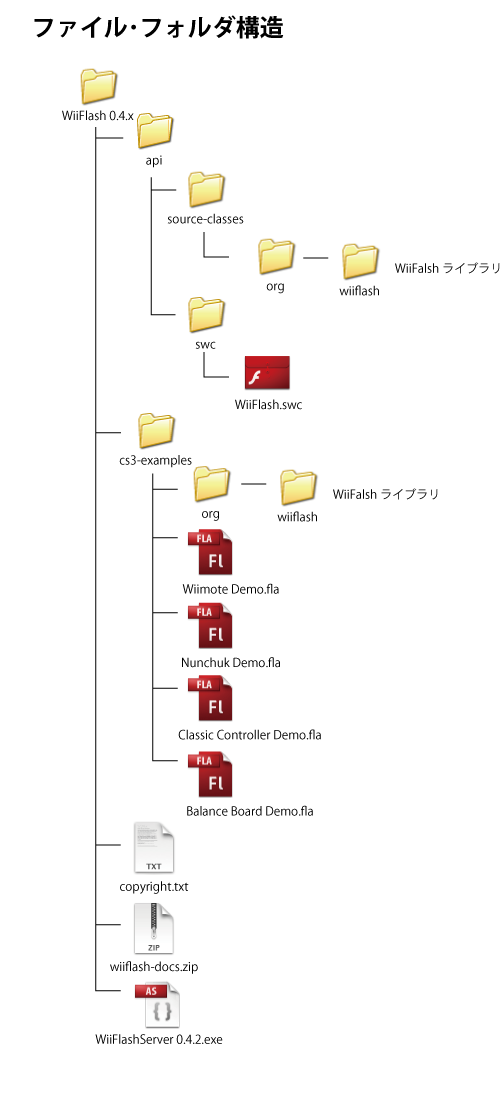 ファイル･フォルダ構造
WiiFlash 0.4.x
api
source-classes
org
wiiflash
WiiFalsh ライブラリ
swc
WiiFlash.swc
cs3-examples
org
wiiflash
WiiFalsh ライブラリ
FLA
Fl
Wiimote Demo.fla
FLA
Fl
Nunchuk Demo.fla
FLA
Fl
Classic Controller Demo.fla
FLA
Fl
Balance Board Demo.fla
TXT
copyright.txt
ZIP
wiiflash-docs.zip
AS
{ }
WiiFlashServer 0.4.2.exe